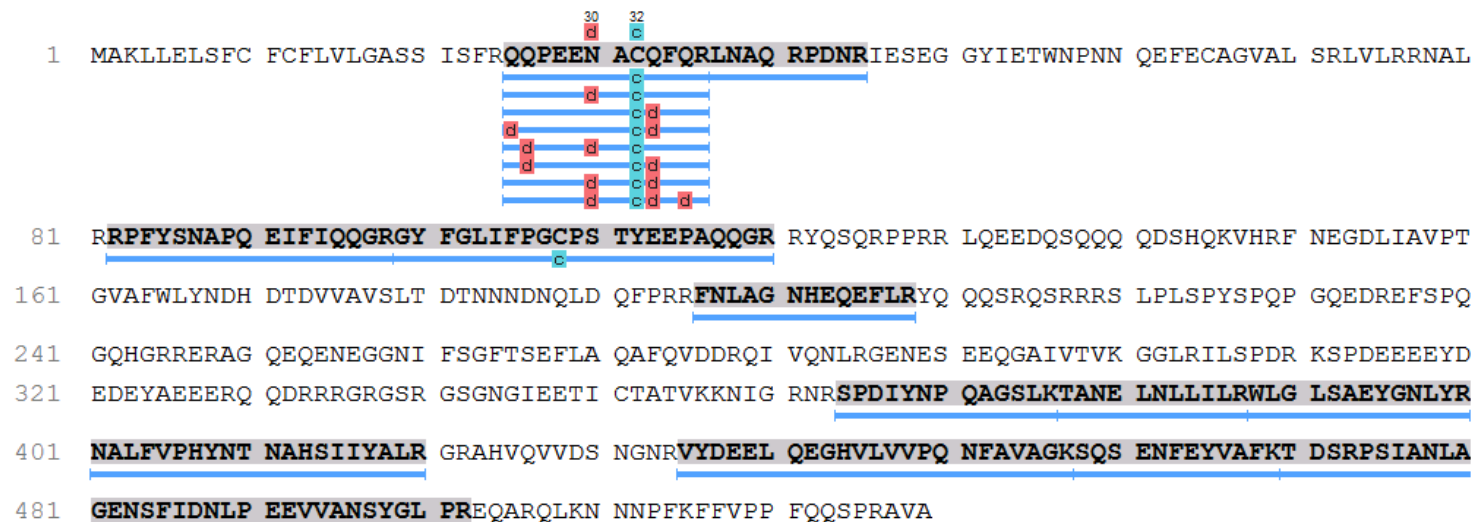 30 32
d c
1 MAKLLELSFC FCFLVLGASS ISFRQQPEEN ACQFQRLNAQ RPDNRIESEG GYIETWNPNN QEFECAGVAL SRLVLRRNAL
c
d c
c d
d c d
d d c
d c d
d c d
d c d d
81 RRPFYSNAPQ EIFIQQGRGY FGLIFPGCPS TYEEPAQQGR RYQSQRPPRR LQEEDQSQQQ QDSHQKVHRF NEGDLIAVPT
c
161 GVAFWLYNDH DTDVVAVSLT DTNNNDNQLD QFPRRFNLAG NHEQEFLRYQ QQSRQSRRRS LPLSPYSPQP GQEDREFSPQ
241 GQHGRRERAG QEQENEGGNI FSGFTSEFLA QAFQVDDRQI VQNLRGENES EEQGAIVTVK GGLRILSPDR KSPDEEEEYD
321 EDEYAEEERQ QDRRRGRGSR GSGNGIEETI CTATVKKNIG RNRSPDIYNP QAGSLKTANE LNLLILRWLG LSAEYGNLYR
401 NALFVPHYNT NAHSIIYALR GRAHVQVVDS NGNRVYDEEL QEGHVLVVPQ NFAVAGKSQS ENFEYVAFKT DSRPSIANLA
481 GENSFIDNLP EEVVANSYGL PREQARQLKN NNPFKFFVPP FQQSPRAVA